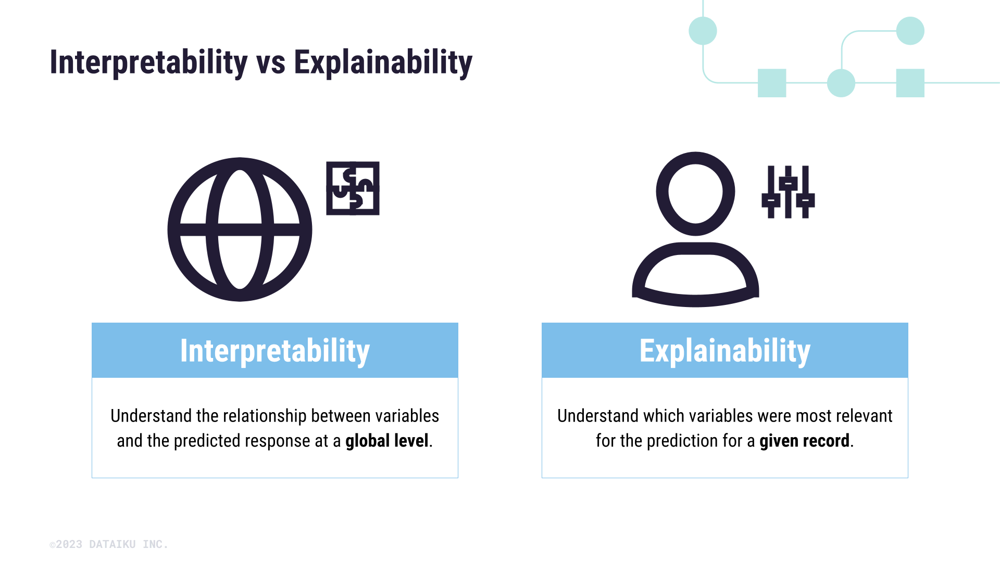 Interpretability vs Explainability
Interpretability
Understand the relationship between variables
and the predicted response at a global level.
Explainability
Understand which variables were most relevant
for the prediction for a given record.
©2023 DATAIKU INC.